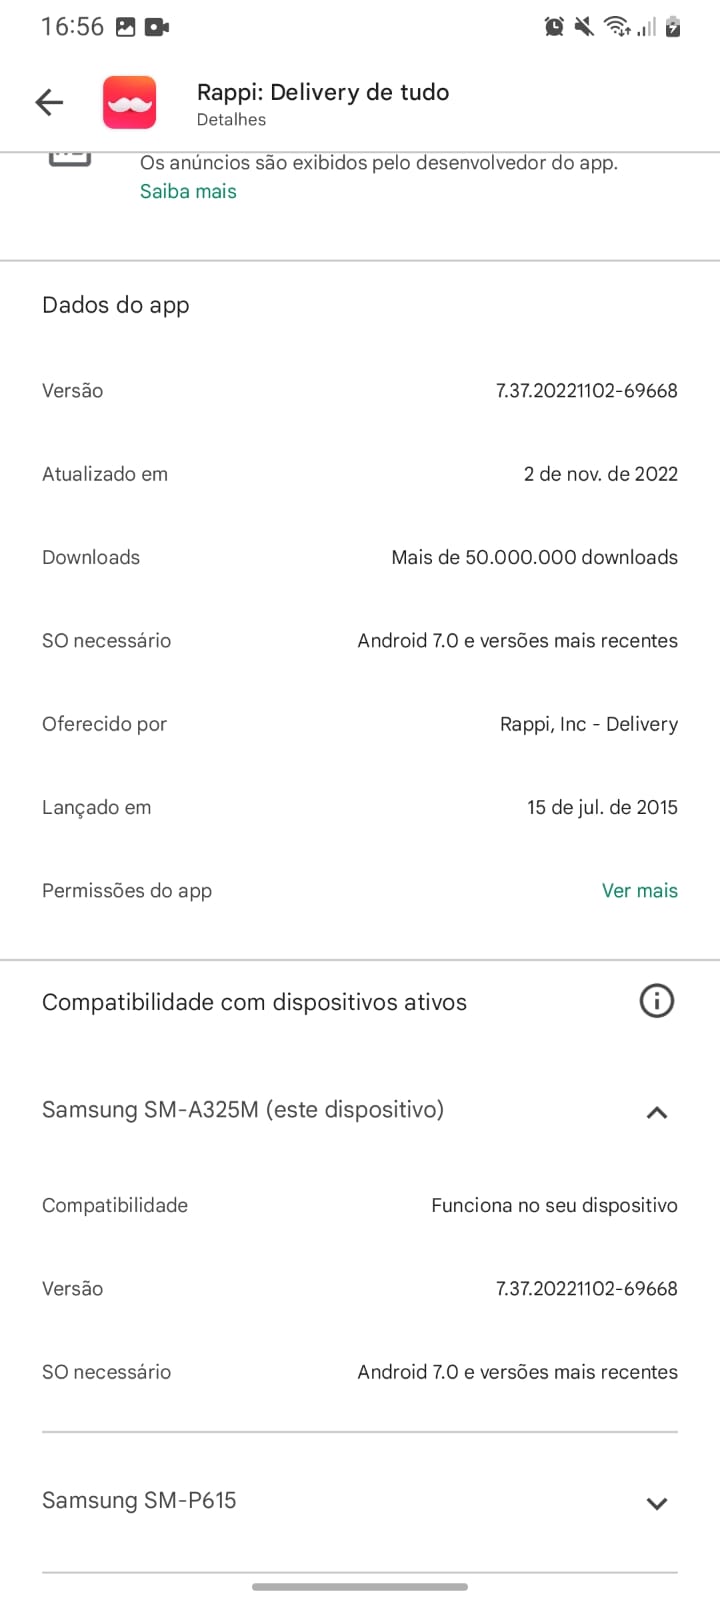 16:56
Rappi: Delivery de tudo
Detalhes
Os anúncios são exibidos pelo desenvolvedor do app.
Saiba mais
Dados do app
Versão 7.37.20221102-69668
Atualizado em 2 de nov. de 2022
Downloads Mais de 50.000.000 downloads
SO necessário Android 7.0 e versões mais recentes
Oferecido por Rappi, Inc - Delivery
Lançado em 15 de jul. de 2015
Permissões do app Ver mais
Compatibilidade com dispositivos ativos
Samsung SM-A325M (este dispositivo)
Compatibilidade Funciona no seu dispositivo
Versão 7.37.20221102-69668
SO necessário Android 7.0 e versões mais recentes
Samsung SM-P615